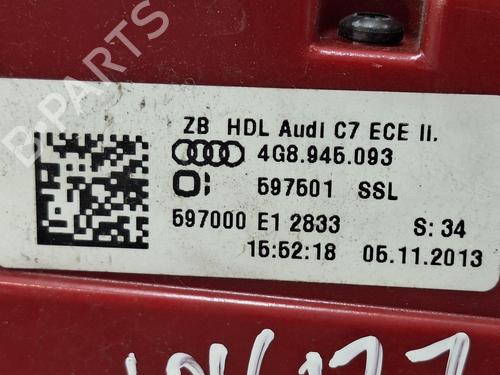 ZB HDL Audi C7 ECE II.
4G8.945.093
597501 SSL
597000 E1 2833 S: 34
15:52:18 05.11.2013